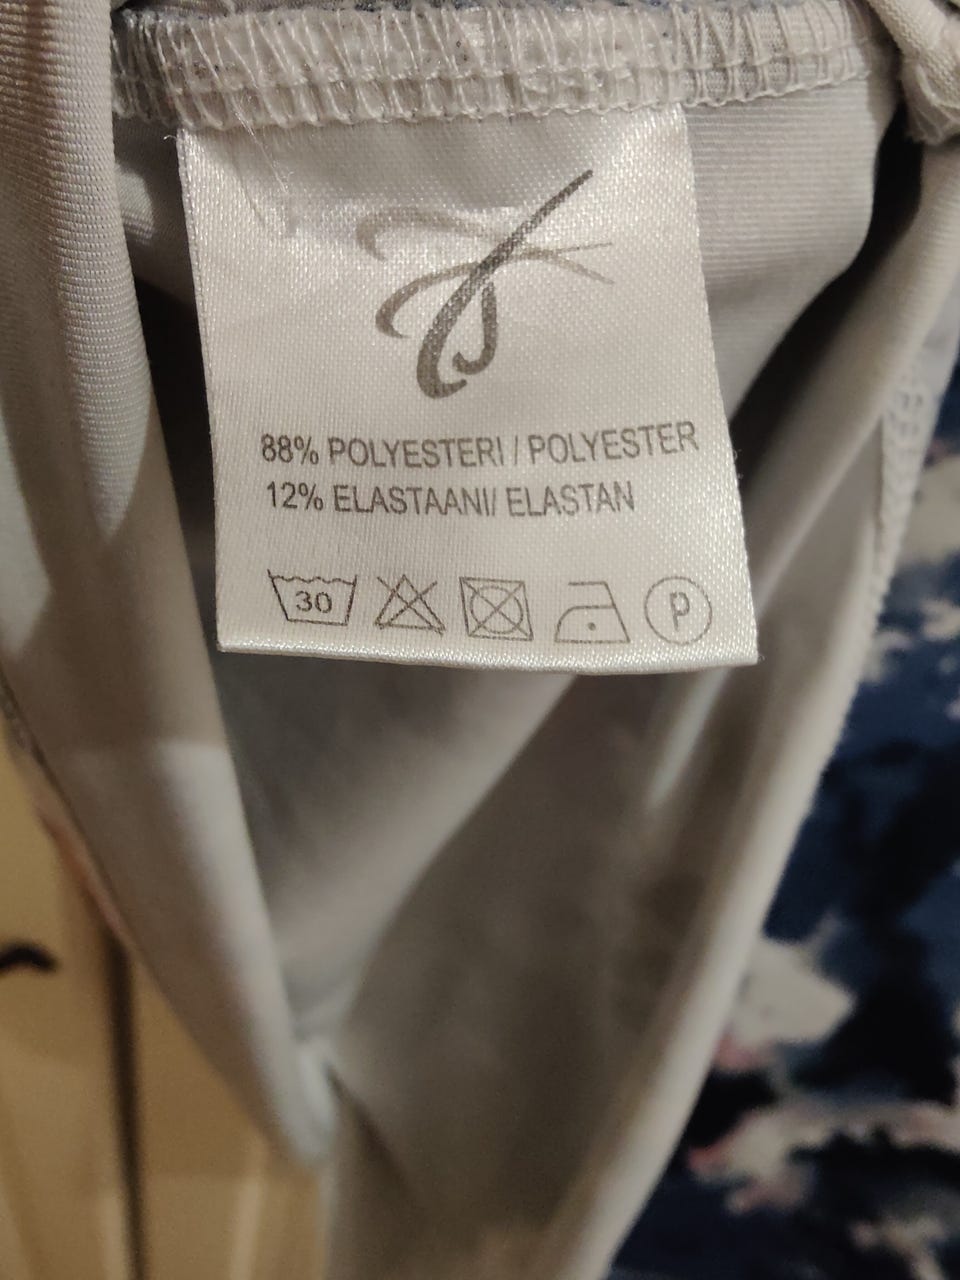 88% POLYESTERI / POLYESTER
12% ELASTAANI/ ELASTAN
30 P